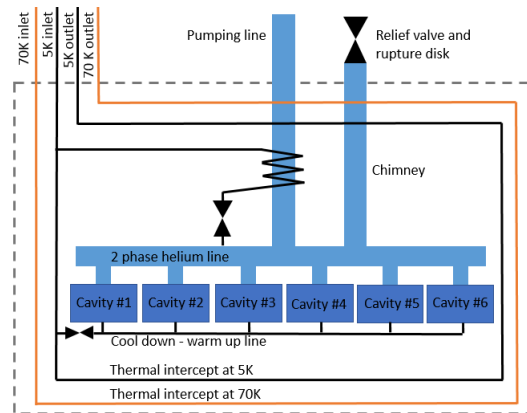 70K inlet
5K inlet
5K outlet
70 K outlet
Pumping line
Relief valve and
rupture disk
Chimney
2 phase helium line
Cavity #1
Cavity #2
Cavity #3
Cavity #4
Cavity #5
Cavity #6
Cool down - warm up line
Thermal intercept at 5K
Thermal intercept at 70K